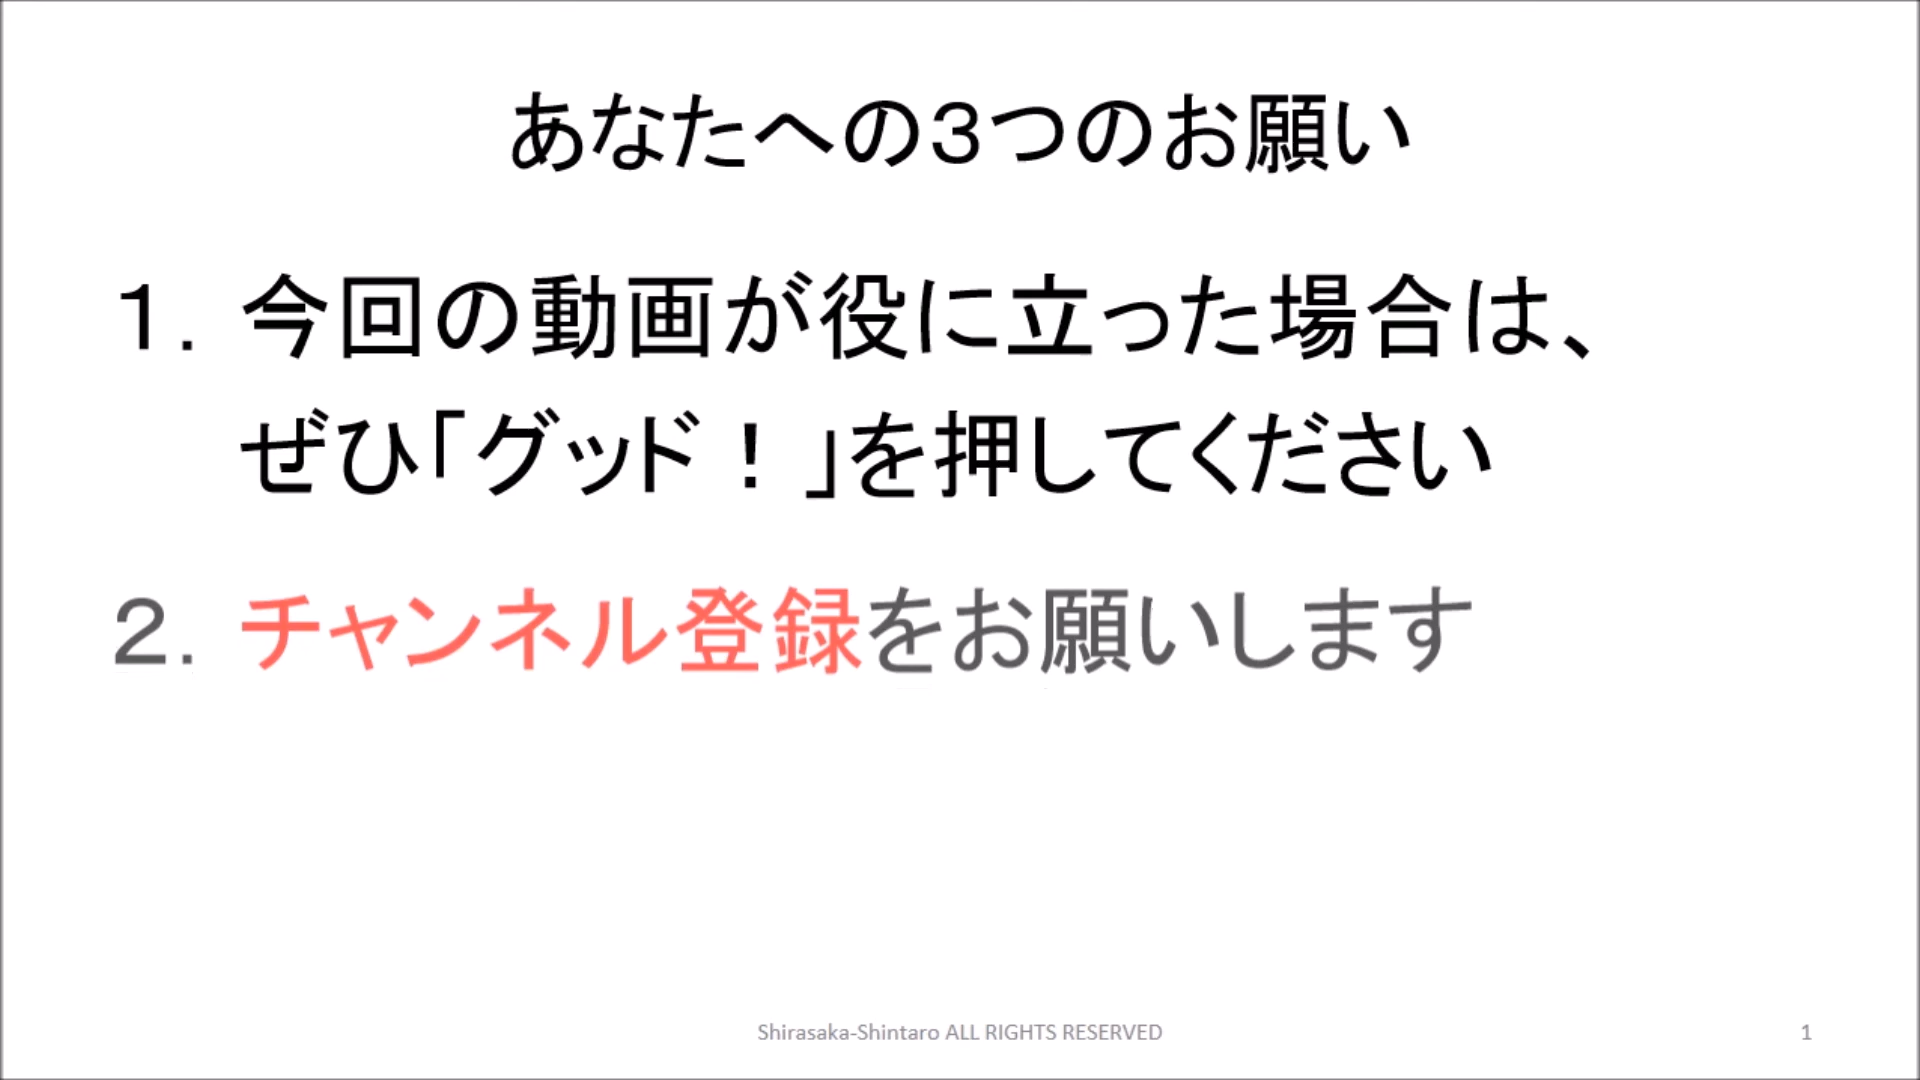 あなたへの３つのお願い
１．今回の動画が役に立った場合は、
ぜひ「グッド！」を押してください
２．チャンネル登録をお願いします
Shirasaka-Shintaro ALL RIGHTS RESERVED
1